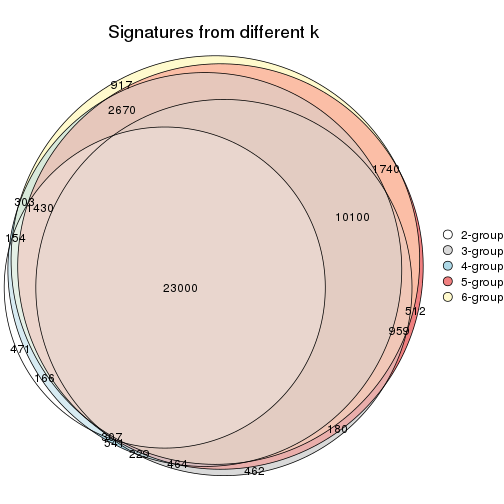 Signatures from different k
917
2670
1740
303
1430
10100
154
23000
512
959
471
166
180
541
229
464
462
2-group
3-group
4-group
5-group
6-group